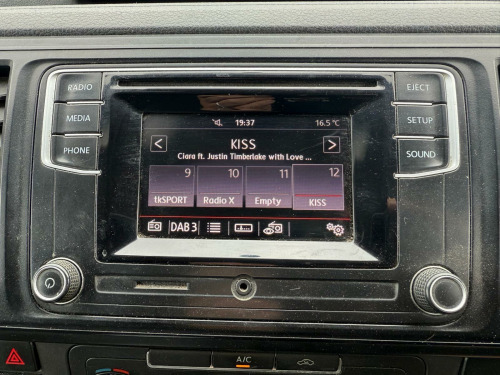 RADIO
MEDIA
PHONE
EJECT
SETUP
SOUND
19:37 16.5 °C
< KISS >
Ciara ft. Justin Timberlake with Love ...
9 10 11 12
tkSPORT Radio X Empty KISS
DAB 3
A/C